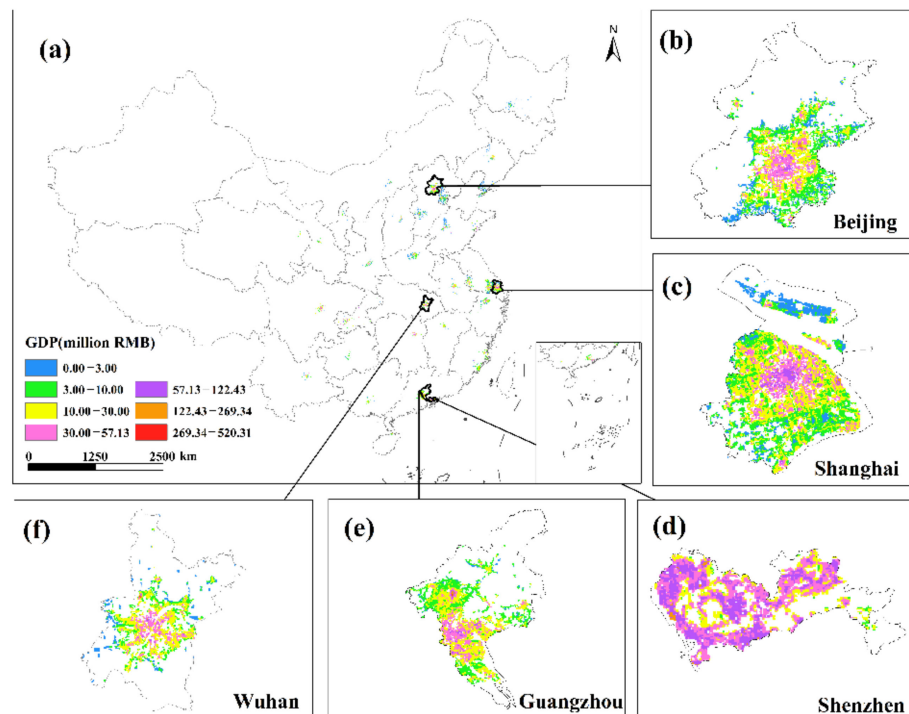 (a)
N
(b)
Beijing
(c)
Shanghai
GDP(million RMB)
0.00−3.00
3.00−10.00 57.13−122.43
10.00−30.00 122.43−269.34
30.00−57.13 269.34−520.31
0 1250 2500 km
(f)
Wuhan
(e)
Guangzhou
(d)
Shenzhen